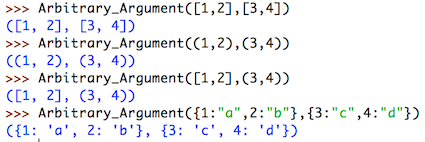 >>> Arbitrary_Argument([1,2],[3,4])
([1, 2], [3, 4])
>>> Arbitrary_Argument((1,2),(3,4))
((1, 2), (3, 4))
>>> Arbitrary_Argument([1,2],(3,4))
([1, 2], (3, 4))
>>> Arbitrary_Argument({1:"a",2:"b"},{3:"c",4:"d"})
({1: 'a', 2: 'b'}, {3: 'c', 4: 'd'})